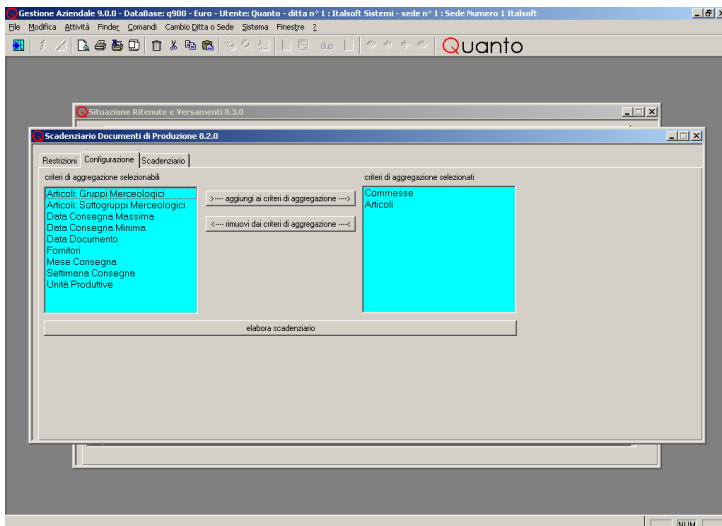 Gestione Aziendale 9.0.0 - DataBase: q900 - Euro - Utente: Quanto - ditta n° 1 : Italsoft Sistemi - sede n° 1 : Sede Numero 1 Italsoft
File Modifica Attività Finder Comandi Cambio Ditta o Sede Sistema Finestre ?
duo Quanto
Situazione Ritenute e Versamenti 8.3.0
Scadenziario Documenti di Produzione 8.2.0
Restrizioni Configurazione Scadenziario
criteri di aggregazione selezionabili
criteri di aggregazione selezionati
Articoli: Gruppi Merceologici
Articoli: Sottogruppi Merceologici
Data Consegna Massima
Data Consegna Minima
Data Documento
Fornitori
Mese Consegna
Settimana Consegna
Unità Produttive
>---- aggiungi ai criteri di aggregazione ---->
<---- rimuovi dai criteri di aggregazione ----<
Commesse
Articoli
elabora scadenziario
NUM